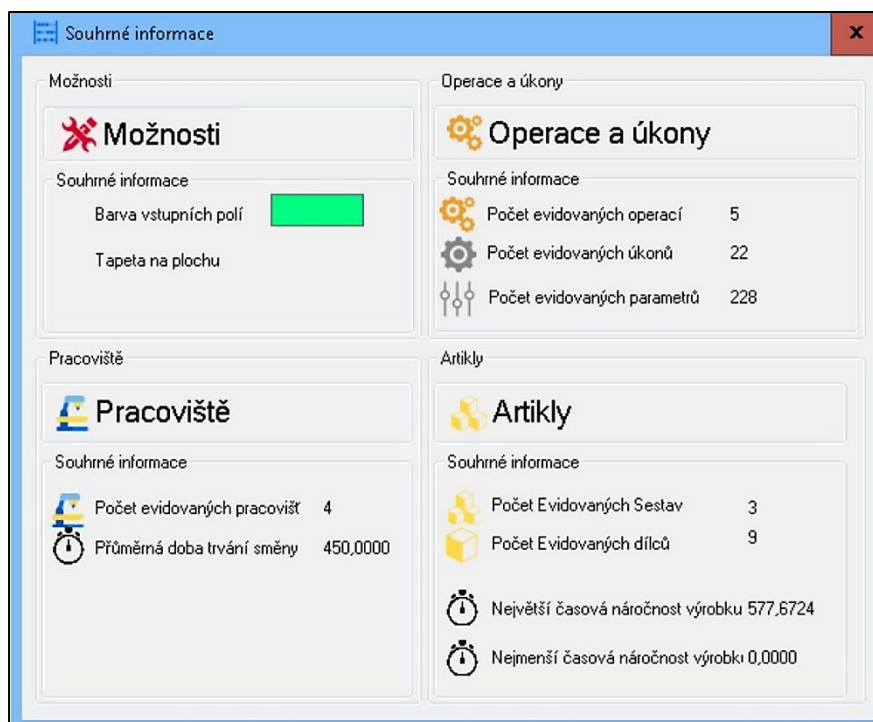 Souhrné informace
x
Možnosti
Možnosti
Souhrné informace
Barva vstupních polí
Tapeta na plochu
Operace a úkony
Operace a úkony
Souhrné informace
Počet evidovaných operací 5
Počet evidovaných úkonů 22
Počet evidovaných parametrů 228
Pracoviště
Pracoviště
Souhrné informace
Počet evidovaných pracovišť 4
Přůměrná doba trvání směny 450,0000
Artikly
Artikly
Souhrné informace
Počet Evidovaných Sestav 3
Počet Evidovaných dílců 9
Největší časová náročnost výrobku 577,6724
Nejmenší časová náročnost výrobkı 0,0000